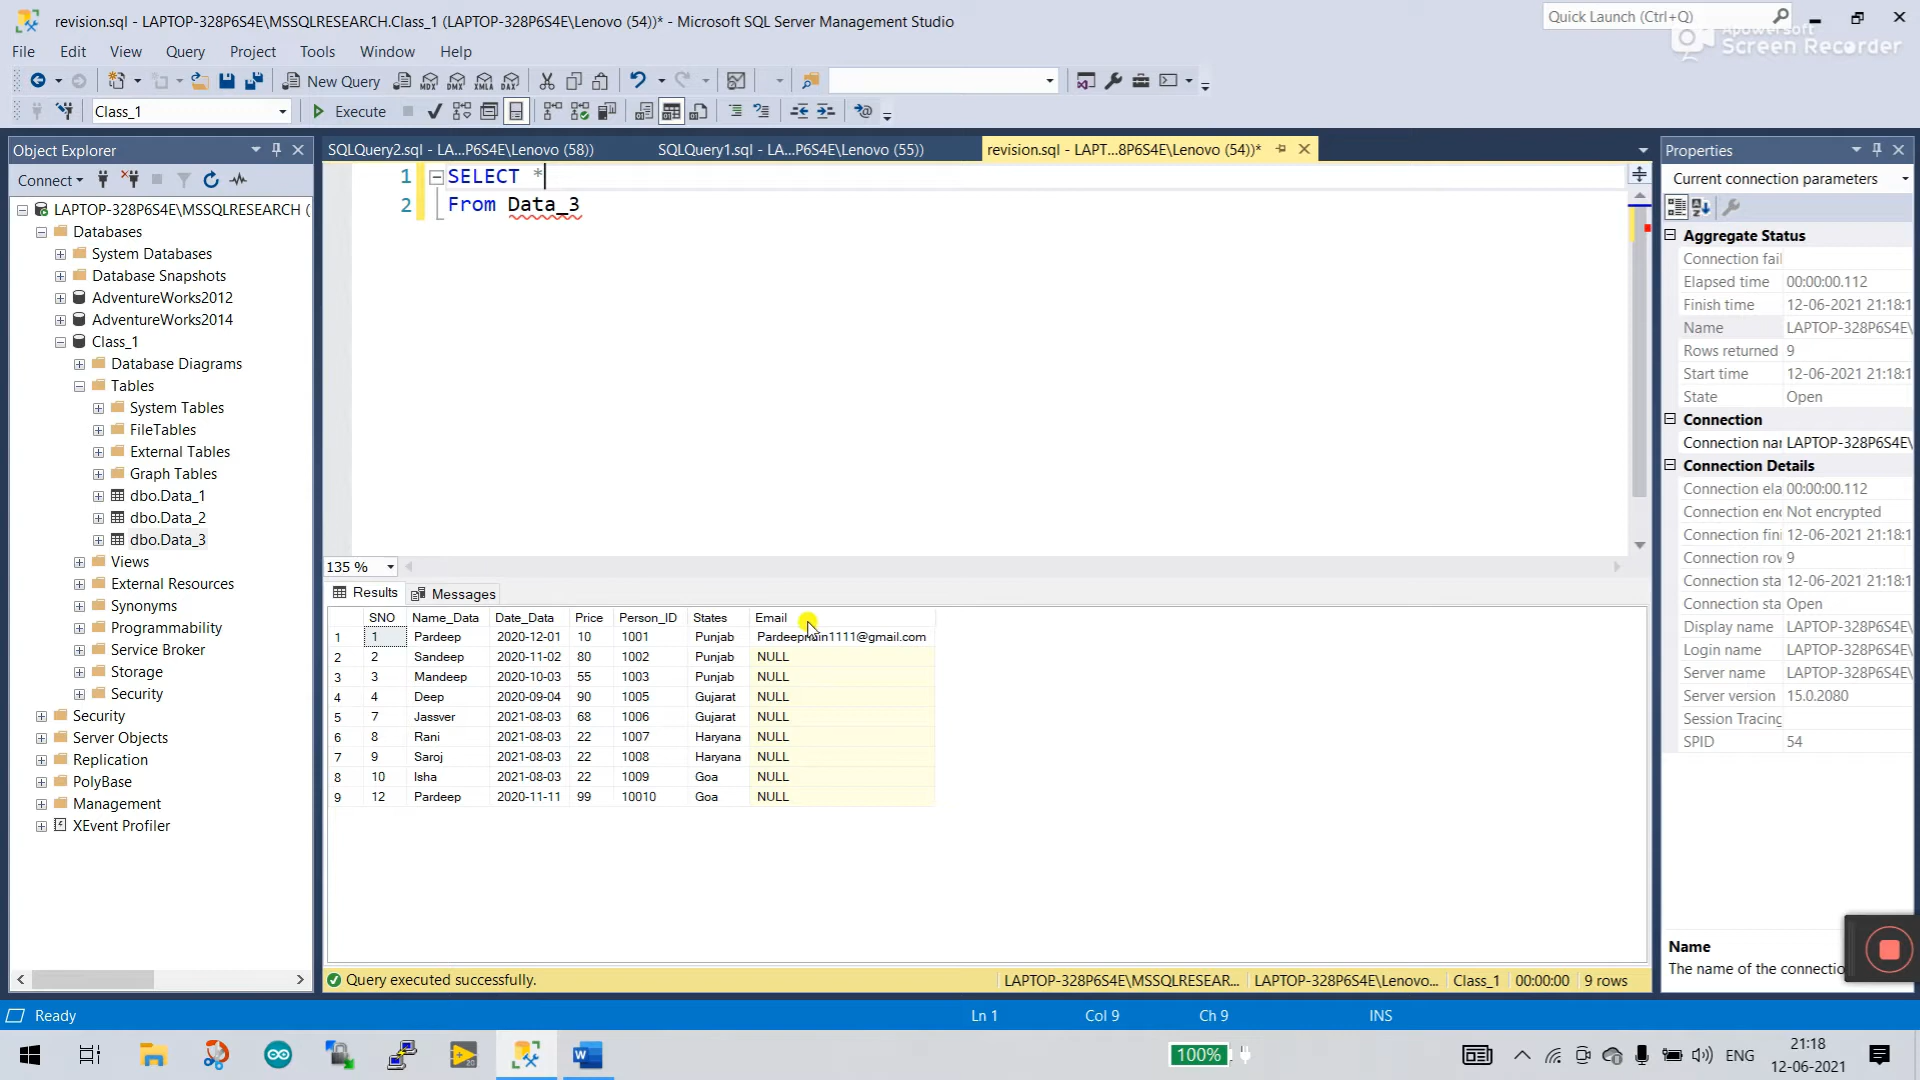 revision.sql - LAPTOP-328P6S4E\MSSQLRESEARCH.Class_1 (LAPTOP-328P6S4E\Lenovo (54))* - Microsoft SQL Server Management Studio
Quick Launch (Ctrl+Q)
Apowersoft
Screen Recorder
File Edit View Query Project Tools Window Help
New Query
MDX DMX XMLA DAX
Class_1
Execute
Object Explorer
SQLQuery2.sql - LA...P6S4E\Lenovo (58))
SQLQuery1.sql - LA...P6S4E\Lenovo (55))
revision.sql - LAPT...8P6S4E\Lenovo (54))*
Properties
Connect
Current connection parameters
1 SELECT *
2 From Data_3
LAPTOP-328P6S4E\MSSQLRESEARCH (
Databases
System Databases
Database Snapshots
AdventureWorks2012
AdventureWorks2014
Class_1
Database Diagrams
Tables
System Tables
FileTables
External Tables
Graph Tables
dbo.Data_1
dbo.Data_2
dbo.Data_3
Views
External Resources
Synonyms
Programmability
Service Broker
Storage
Security
Security
Server Objects
Replication
PolyBase
Management
XEvent Profiler
135 %
Results Messages
SNO Name_Data Date_Data Price Person_ID States Email
1 1 Pardeep 2020-12-01 10 1001 Punjab
2 2 Sandeep 2020-11-02 80 1002 Punjab NULL
3 3 Mandeep 2020-10-03 55 1003 Punjab NULL
4 4 Deep 2020-09-04 90 1005 Gujarat NULL
5 7 Jassver 2021-08-03 68 1006 Gujarat NULL
6 8 Rani 2021-08-03 22 1007 Haryana NULL
7 9 Saroj 2021-08-03 22 1008 Haryana NULL
8 10 Isha 2021-08-03 22 1009 Goa NULL
9 12 Pardeep 2020-11-11 99 10010 Goa NULL
Query executed successfully.
LAPTOP-328P6S4E\MSSQLRESEAR... LAPTOP-328P6S4E\Lenovo... Class_1 00:00:00 9 rows
Aggregate Status
Connection fail
Elapsed time 00:00:00.112
Finish time 12-06-2021 21:18:1
Name LAPTOP-328P6S4E\
Rows returned 9
Start time 12-06-2021 21:18:1
State Open
Connection
Connection nar LAPTOP-328P6S4E\
Connection Details
Connection ela 00:00:00.112
Connection enc Not encrypted
Connection fini 12-06-2021 21:18:1
Connection row 9
Connection sta 12-06-2021 21:18:1
Connection sta Open
Display name LAPTOP-328P6S4E\
Login name LAPTOP-328P6S4E\
Server name LAPTOP-328P6S4E\
Server version 15.0.2080
Session Tracing
SPID 54
Name
The name of the connectio
Ready
Ln 1 Col 9 Ch 9 INS
100%
ENG
21:18
12-06-2021